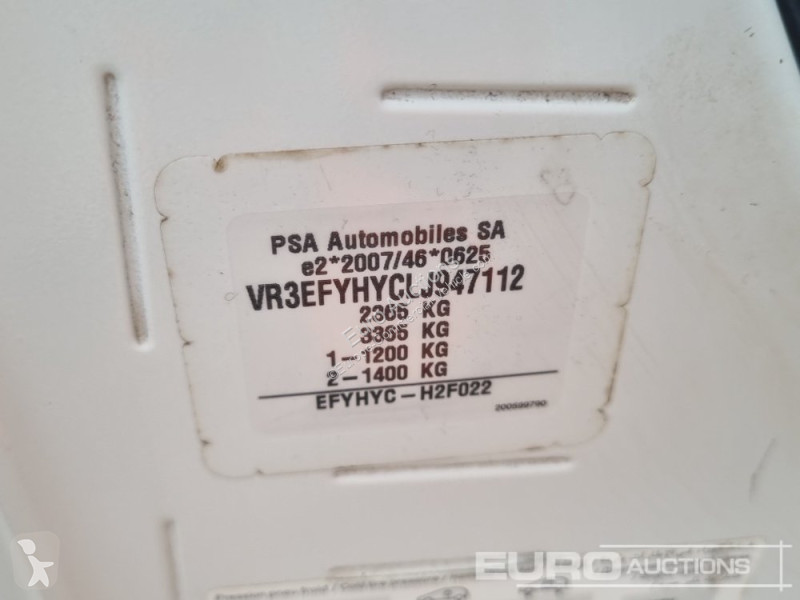 PSA Automobiles SA
e2*2007/46*0625
VR3EFYHYCLJ947112
2365 KG
3365 KG
1-1200 KG
2-1400 KG
EFYHYC-H2F022
200599790
EURO AUCTIONS